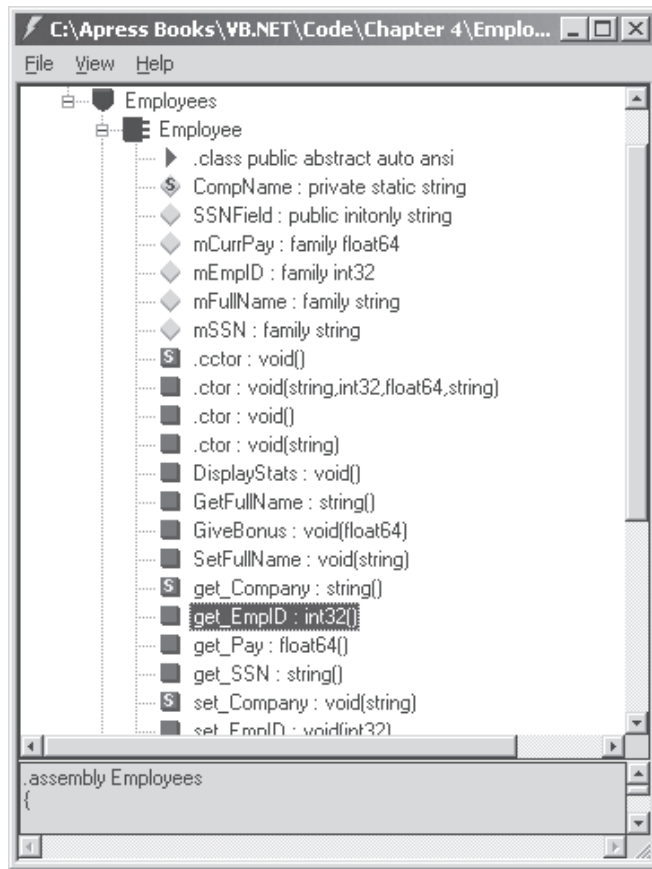 C:\Apress Books\VB.NET\Code\Chapter 4\Emplo...
File View Help
Employees
Employee
.class public abstract auto ansi
CompName : private static string
SSNField : public initonly string
mCurrPay : family float64
mEmpID : family int32
mFullName : family string
mSSN : family string
S .cctor : void()
.ctor : void(string,int32,float64,string)
.ctor : void()
.ctor : void(string)
DisplayStats : void()
GetFullName : string()
GiveBonus : void(float64)
SetFullName : void(string)
S get_Company : string()
get_EmpID : int32()
get_Pay : float64()
get_SSN : string()
S set_Company : void(string)
set_EmpID : void(int32)
.assembly Employees
{